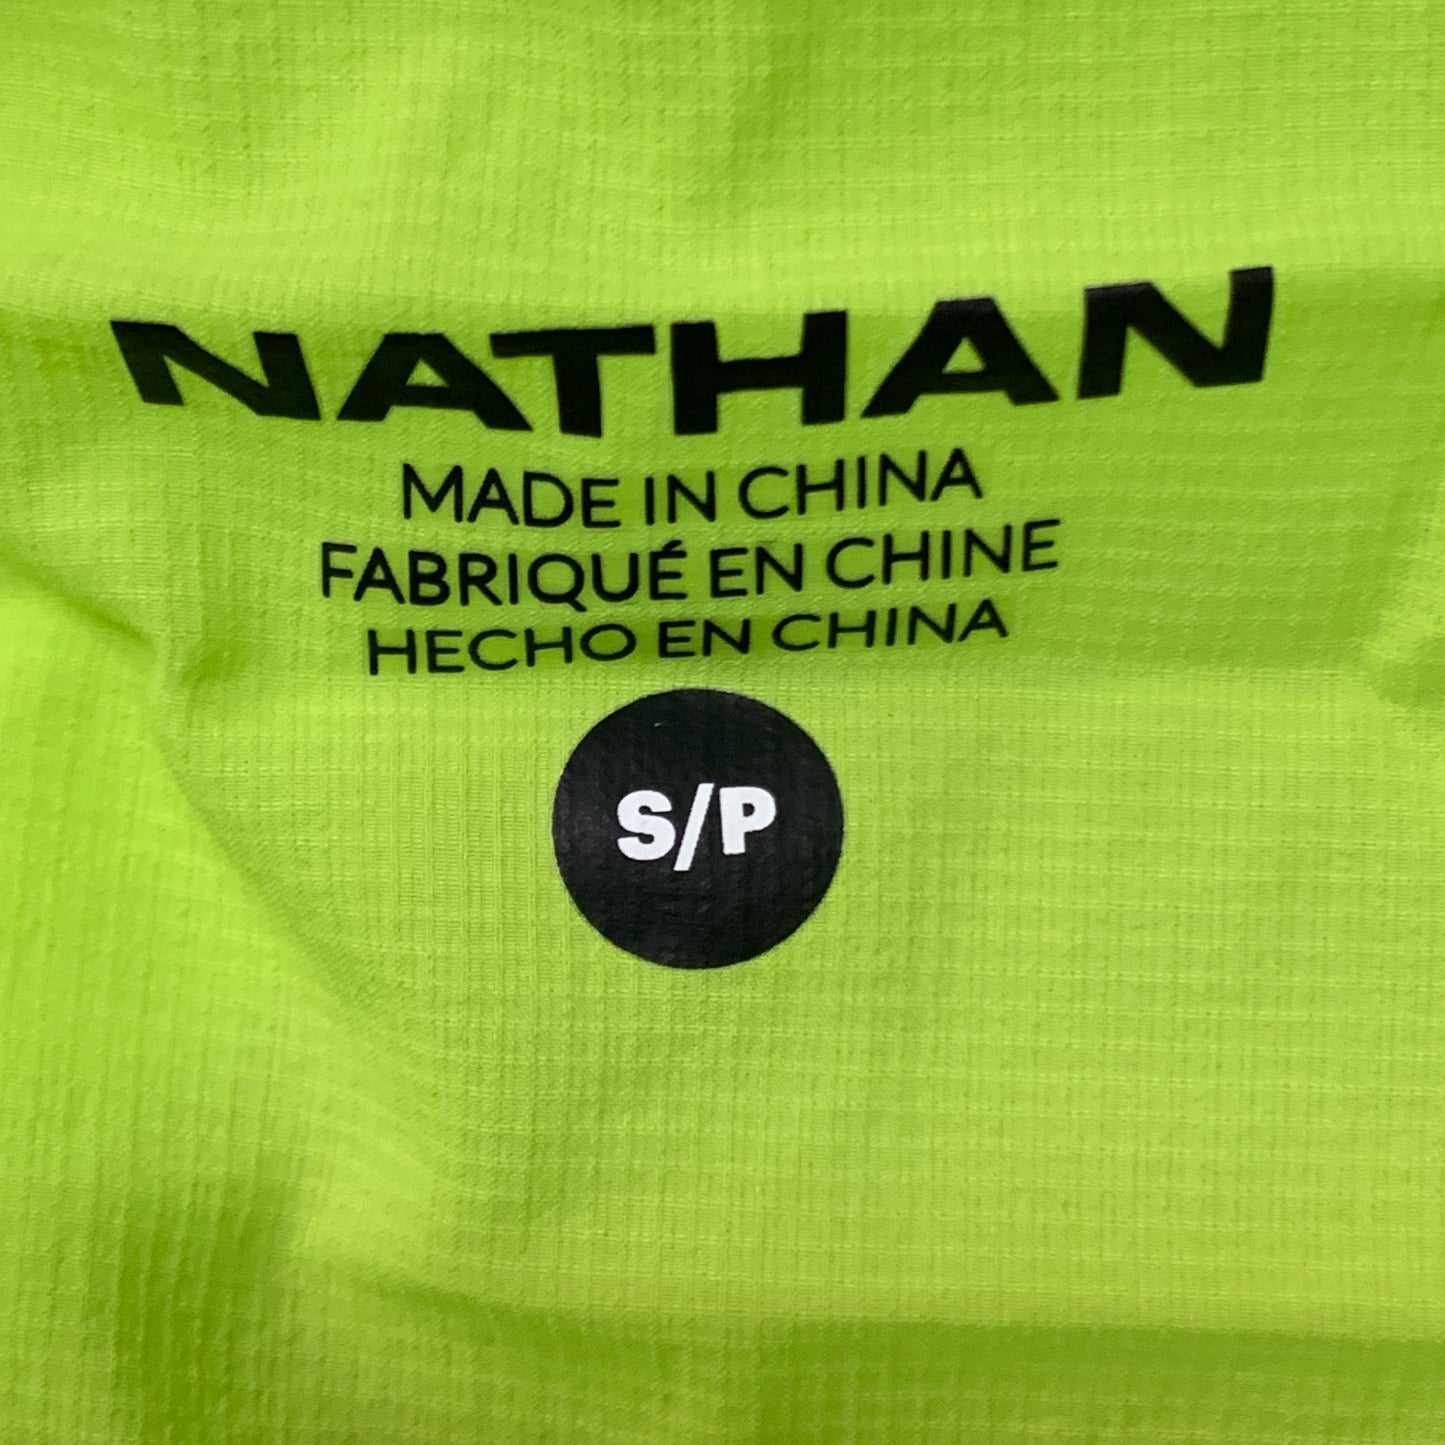 NATHAN
MADE IN CHINA
FABRIQUÉ EN CHINE
HECHO EN CHINA
S/P